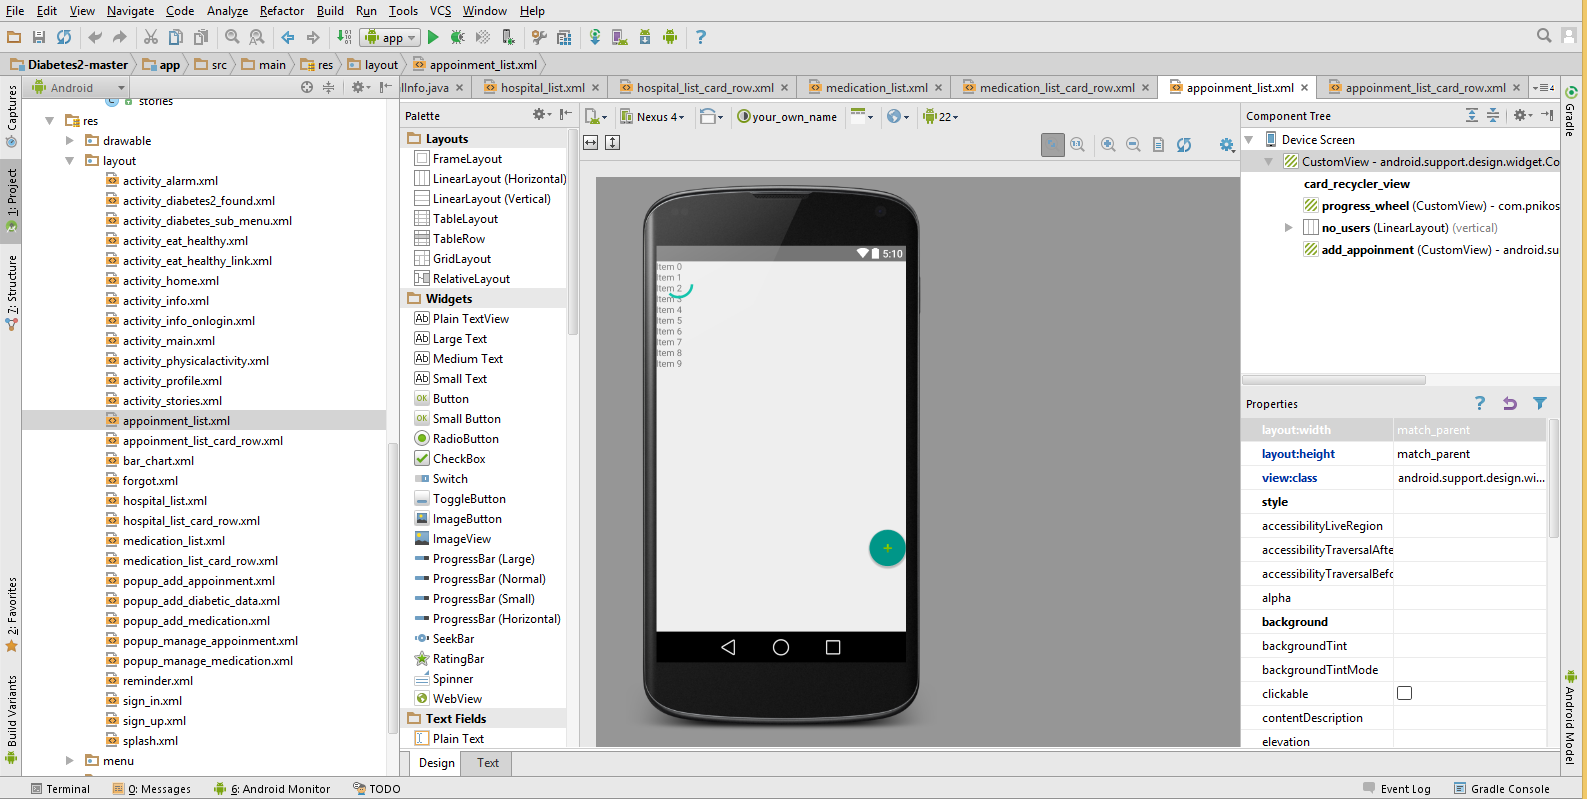 File Edit View Navigate Code Analyze Refactor Build Run Tools VCS Window Help
app
Diabetes2-master app src main res layout appoinment_list.xml
Android
lInfo.java hospital_list.xml hospital_list_card_row.xml medication_list.xml medication_list_card_row.xml appoinment_list.xml appoinment_list_card_row.xml 4
Captures
1: Project
7: Structure
2: Favorites
Build Variants
stories
res
drawable
layout
activity_alarm.xml
activity_diabetes2_found.xml
activity_diabetes_sub_menu.xml
activity_eat_healthy.xml
activity_eat_healthy_link.xml
activity_home.xml
activity_info.xml
activity_info_onlogin.xml
activity_main.xml
activity_physicalactivity.xml
activity_profile.xml
activity_stories.xml
appoinment_list.xml
appoinment_list_card_row.xml
bar_chart.xml
forgot.xml
hospital_list.xml
hospital_list_card_row.xml
medication_list.xml
medication_list_card_row.xml
popup_add_appoinment.xml
popup_add_diabetic_data.xml
popup_add_medication.xml
popup_manage_appoinment.xml
popup_manage_medication.xml
reminder.xml
sign_in.xml
sign_up.xml
splash.xml
menu
Palette
Layouts
FrameLayout
LinearLayout (Horizontal)
LinearLayout (Vertical)
TableLayout
TableRow
GridLayout
RelativeLayout
Widgets
Ab Plain TextView
Ab Large Text
Ab Medium Text
Ab Small Text
OK Button
OK Small Button
RadioButton
CheckBox
Switch
ToggleButton
ImageButton
ImageView
ProgressBar (Large)
ProgressBar (Normal)
ProgressBar (Small)
ProgressBar (Horizontal)
SeekBar
RatingBar
Spinner
WebView
Text Fields
Plain Text
Nexus 4 your_own_name 22
1:1
5:10
Item 0
Item 1
Item 2
Item 3
Item 4
Item 5
Item 6
Item 7
Item 8
Item 9
+
Design Text
Component Tree
Device Screen
CustomView - android.support.design.widget.Co
card_recycler_view
progress_wheel (CustomView) - com.pnikos
no_users (LinearLayout) (vertical)
add_appoinment (CustomView) - android.su
Properties
layout:width match_parent
layout:height match_parent
view:class android.support.design.wi...
style
accessibilityLiveRegion
accessibilityTraversalAfte
accessibilityTraversalBefo
alpha
background
backgroundTint
backgroundTintMode
clickable
contentDescription
elevation
Gradle
Android Model
Terminal 0: Messages 6: Android Monitor TODO Event Log Gradle Console